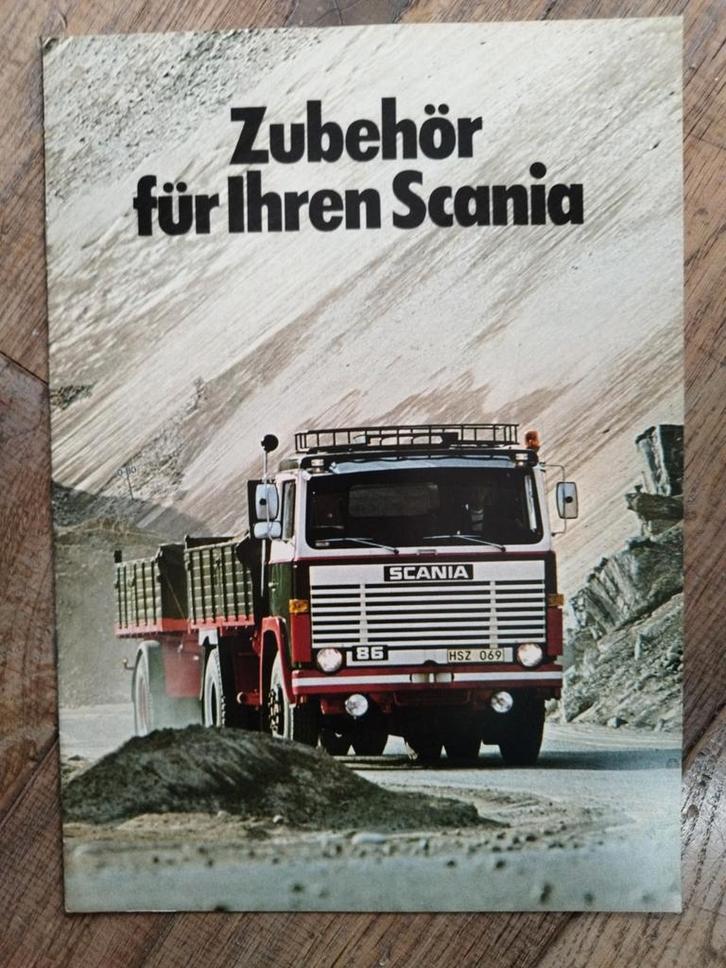 Zubehör
für Ihren Scania
SCANIA
86
HSZ 069